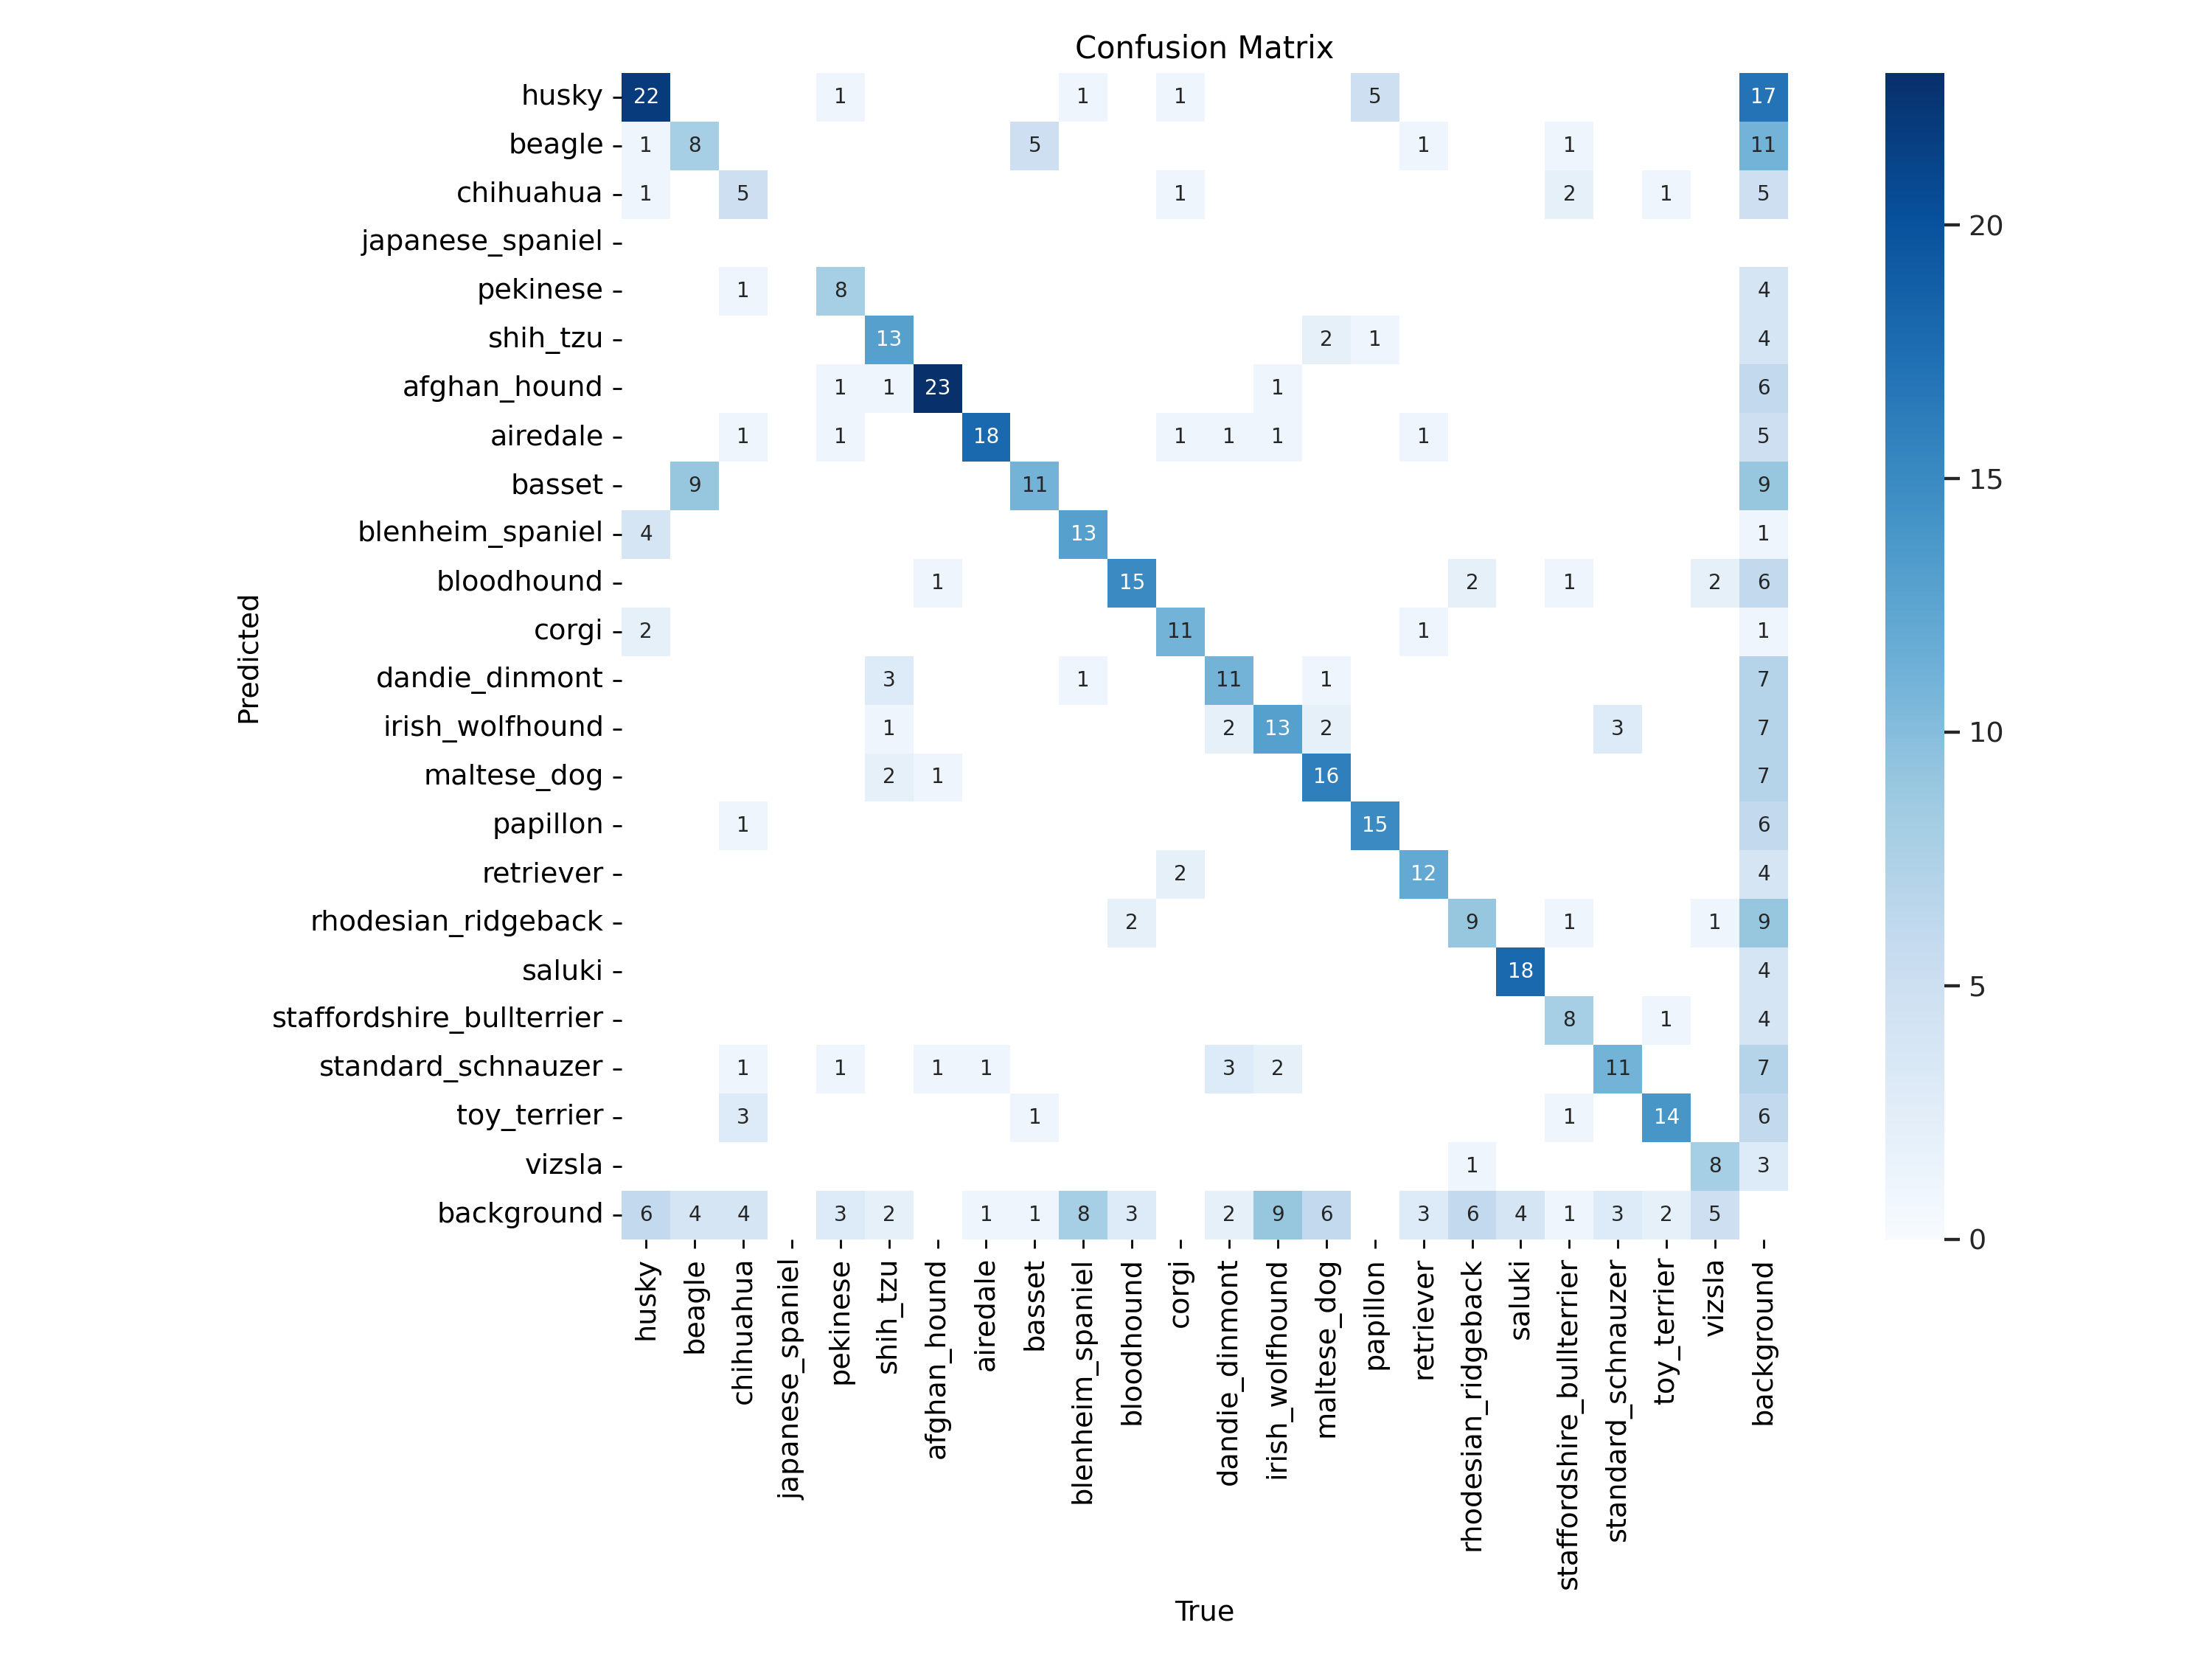 Confusion Matrix
husky 22 1 1 1 5 17
beagle 1 8 5 1 1 11
chihuahua 1 5 1 2 1 5
japanese_spaniel
pekinese 1 8 4
shih_tzu 13 2 1 4
afghan_hound 1 1 23 1 6
airedale 1 1 18 1 1 1 1 5
basset 9 11 9
blenheim_spaniel 4 13 1
bloodhound 1 15 2 1 2 6
corgi 2 11 1 1
dandie_dinmont 3 1 11 1 7
irish_wolfhound 1 2 13 2 3 7
maltese_dog 2 1 16 7
papillon 1 15 6
retriever 2 12 4
rhodesian_ridgeback 2 9 1 1 9
saluki 18 4
staffordshire_bullterrier 8 1 4
standard_schnauzer 1 1 1 1 3 2 11 7
toy_terrier 3 1 1 14 6
vizsla 1 8 3
background 6 4 4 3 2 1 1 8 3 2 9 6 3 6 4 1 3 2 5
Predicted
husky
beagle
chihuahua
japanese_spaniel
pekinese
shih_tzu
afghan_hound
airedale
basset
blenheim_spaniel
bloodhound
corgi
dandie_dinmont
irish_wolfhound
maltese_dog
papillon
retriever
rhodesian_ridgeback
saluki
staffordshire_bullterrier
standard_schnauzer
toy_terrier
vizsla
background
True
20
15
10
5
0